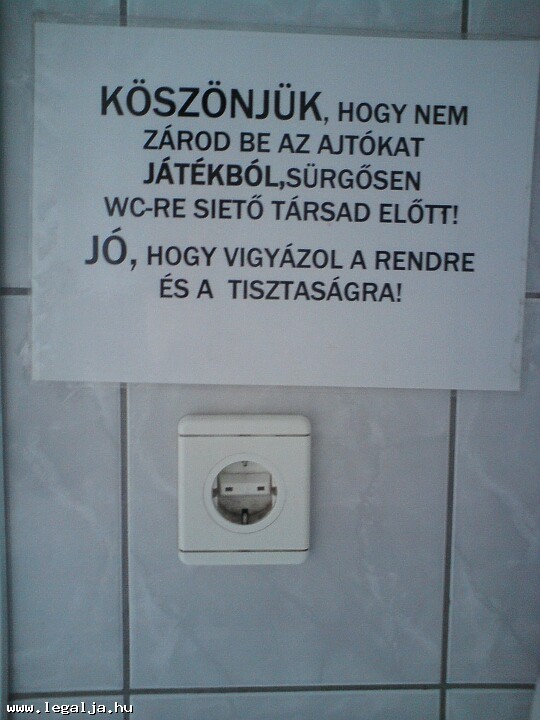 KÖSZÖNJÜK, HOGY NEM
ZÁROD BE AZ AJTÓKAT
JÁTÉKBÓL,SÜRGŐSEN
WC-RE SIETŐ TÁRSAD ELŐTT!
JÓ, HOGY VIGYÁZOL A RENDRE
ÉS A TISZTASÁGRA!
www.legalja.hu